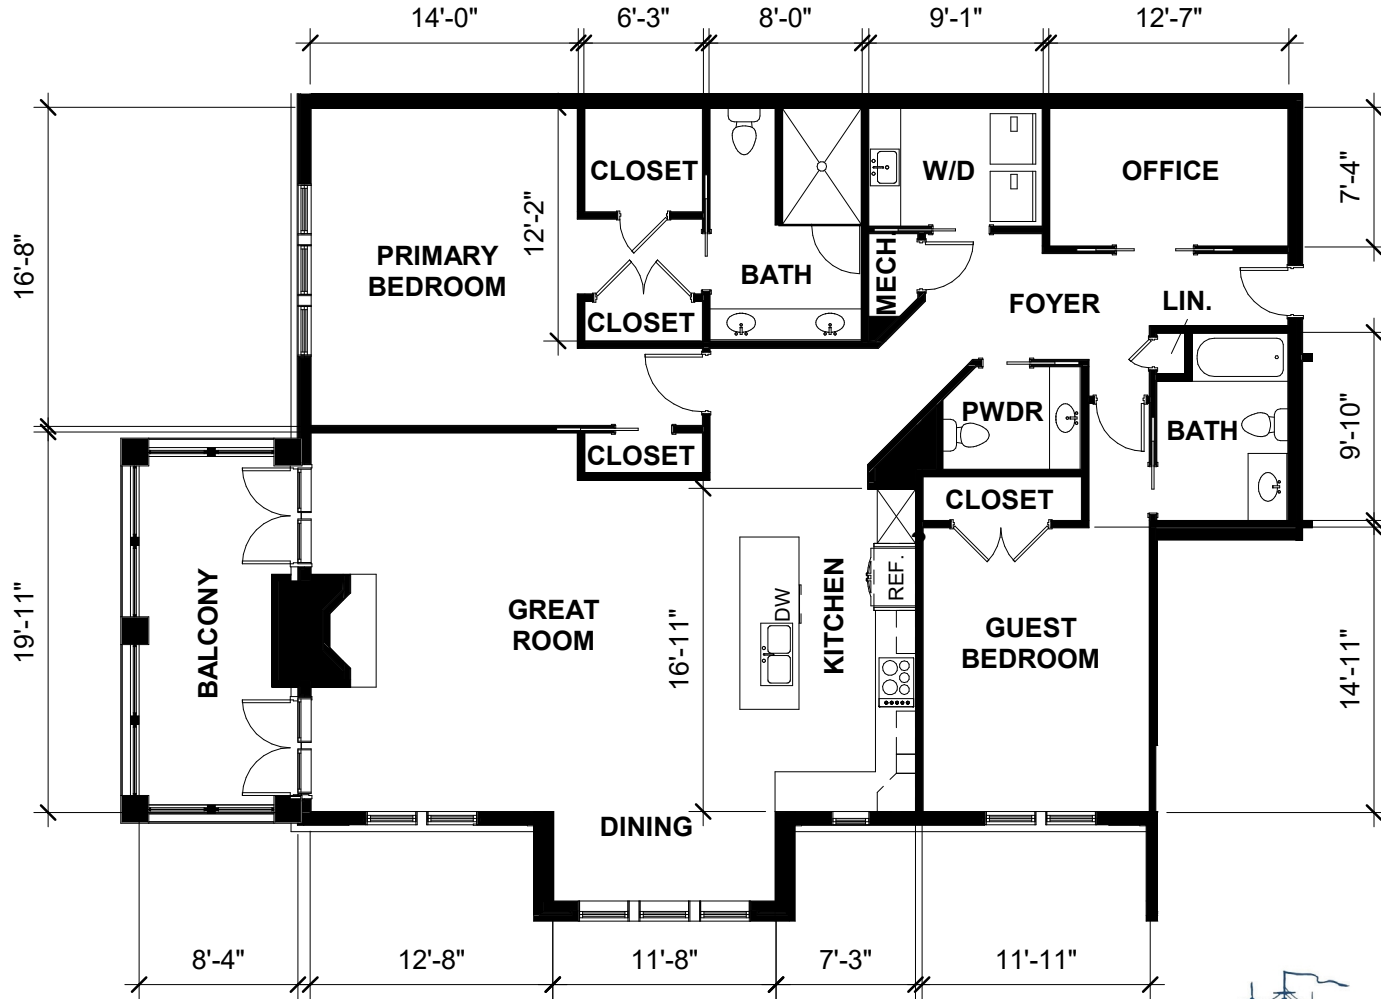 14'-0" 6'-3" 8'-0" 9'-1" 12'-7"
CLOSET
W/D
OFFICE
7'-4"
12'-2"
16'-8"
PRIMARY
BEDROOM
BATH
MECH
FOYER
LIN.
CLOSET
PWDR
BATH
9'-10"
CLOSET
CLOSET
19'-11"
BALCONY
GREAT
ROOM
16'-11"
DW
KITCHEN
REF.
GUEST
BEDROOM
14'-11"
DINING
8'-4" 12'-8" 11'-8" 7'-3" 11'-11"